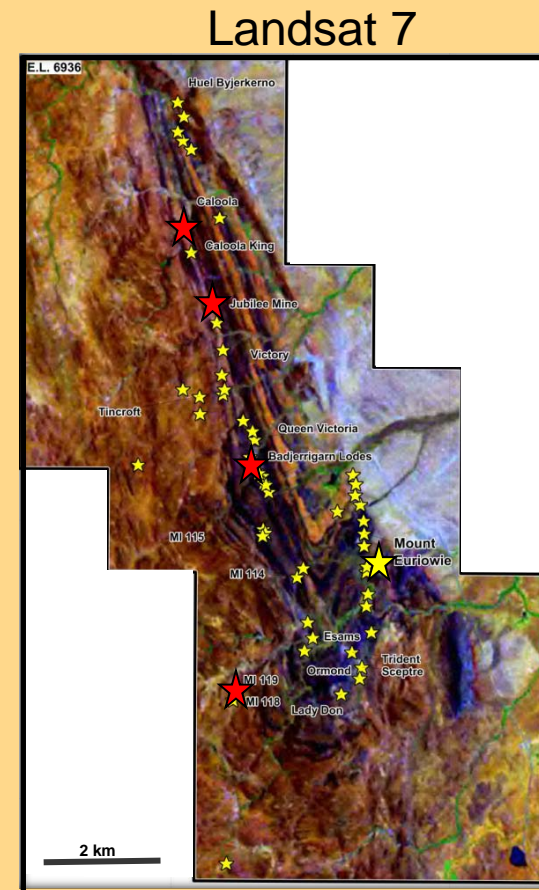 Landsat 7
E.L. 6936
Huel Byjerkerno
Caloola
Caloola King
Jubilee Mine
Victory
Tincroft
Queen Victoria
Badjerrigarn Lodes
MI 115
Mount
Euriowie
MI 114
Esams
Trident
Sceptre
Ormond
MI 119
MI 118
Lady Don
2 km